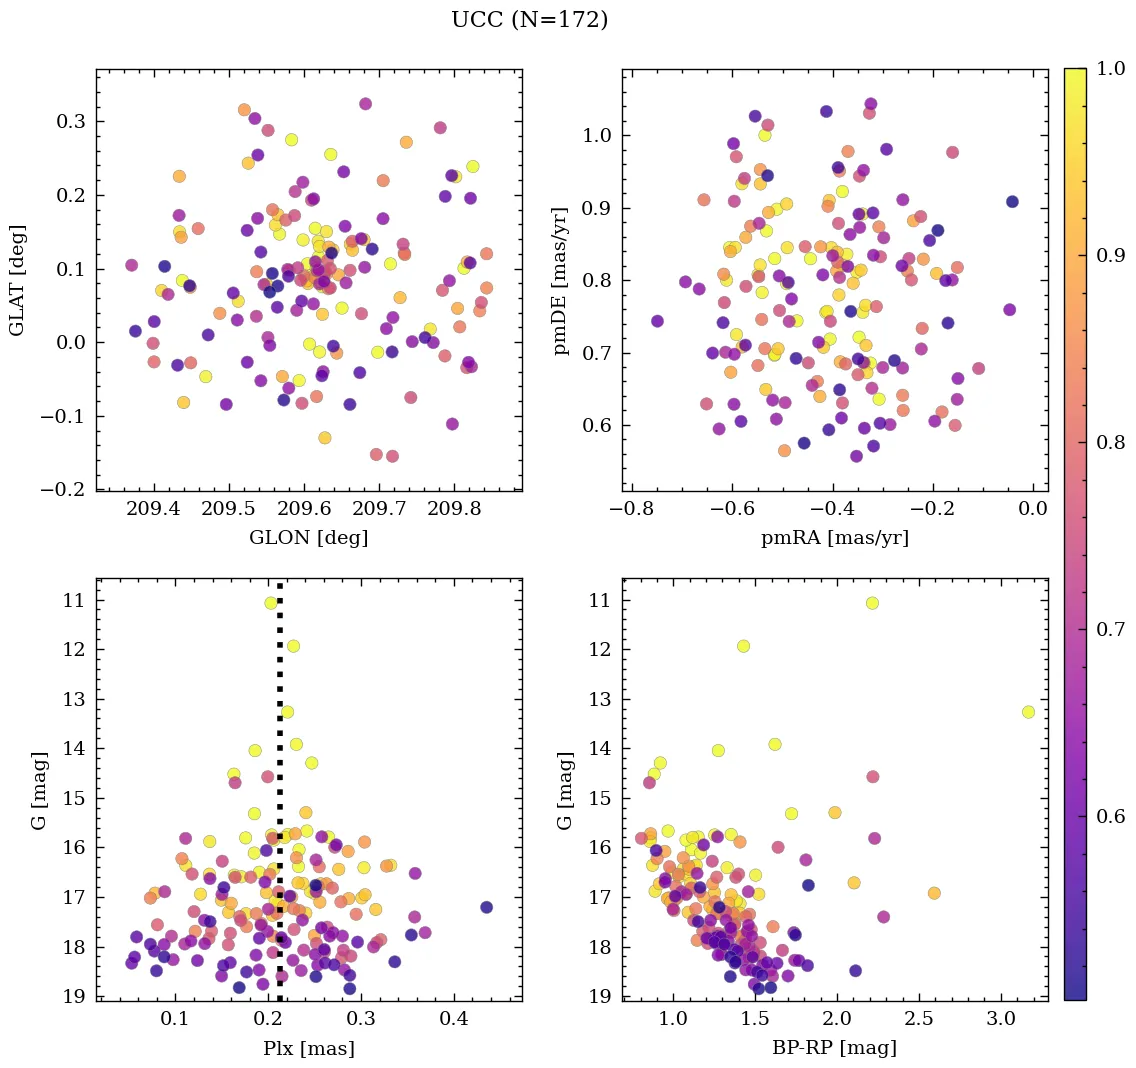 UCC (N=172)
0.3
0.2
0.1
0.0
−0.1
−0.2
GLAT [deg]
209.4 209.5 209.6 209.7 209.8
GLON [deg]
1.0
0.9
0.8
0.7
0.6
pmDE [mas/yr]
−0.8 −0.6 −0.4 −0.2 0.0
pmRA [mas/yr]
11
12
13
14
15
16
17
18
19
G [mag]
0.1 0.2 0.3 0.4
Plx [mas]
11
12
13
14
15
16
17
18
19
G [mag]
1.0 1.5 2.0 2.5 3.0
BP-RP [mag]
1.0
0.9
0.8
0.7
0.6